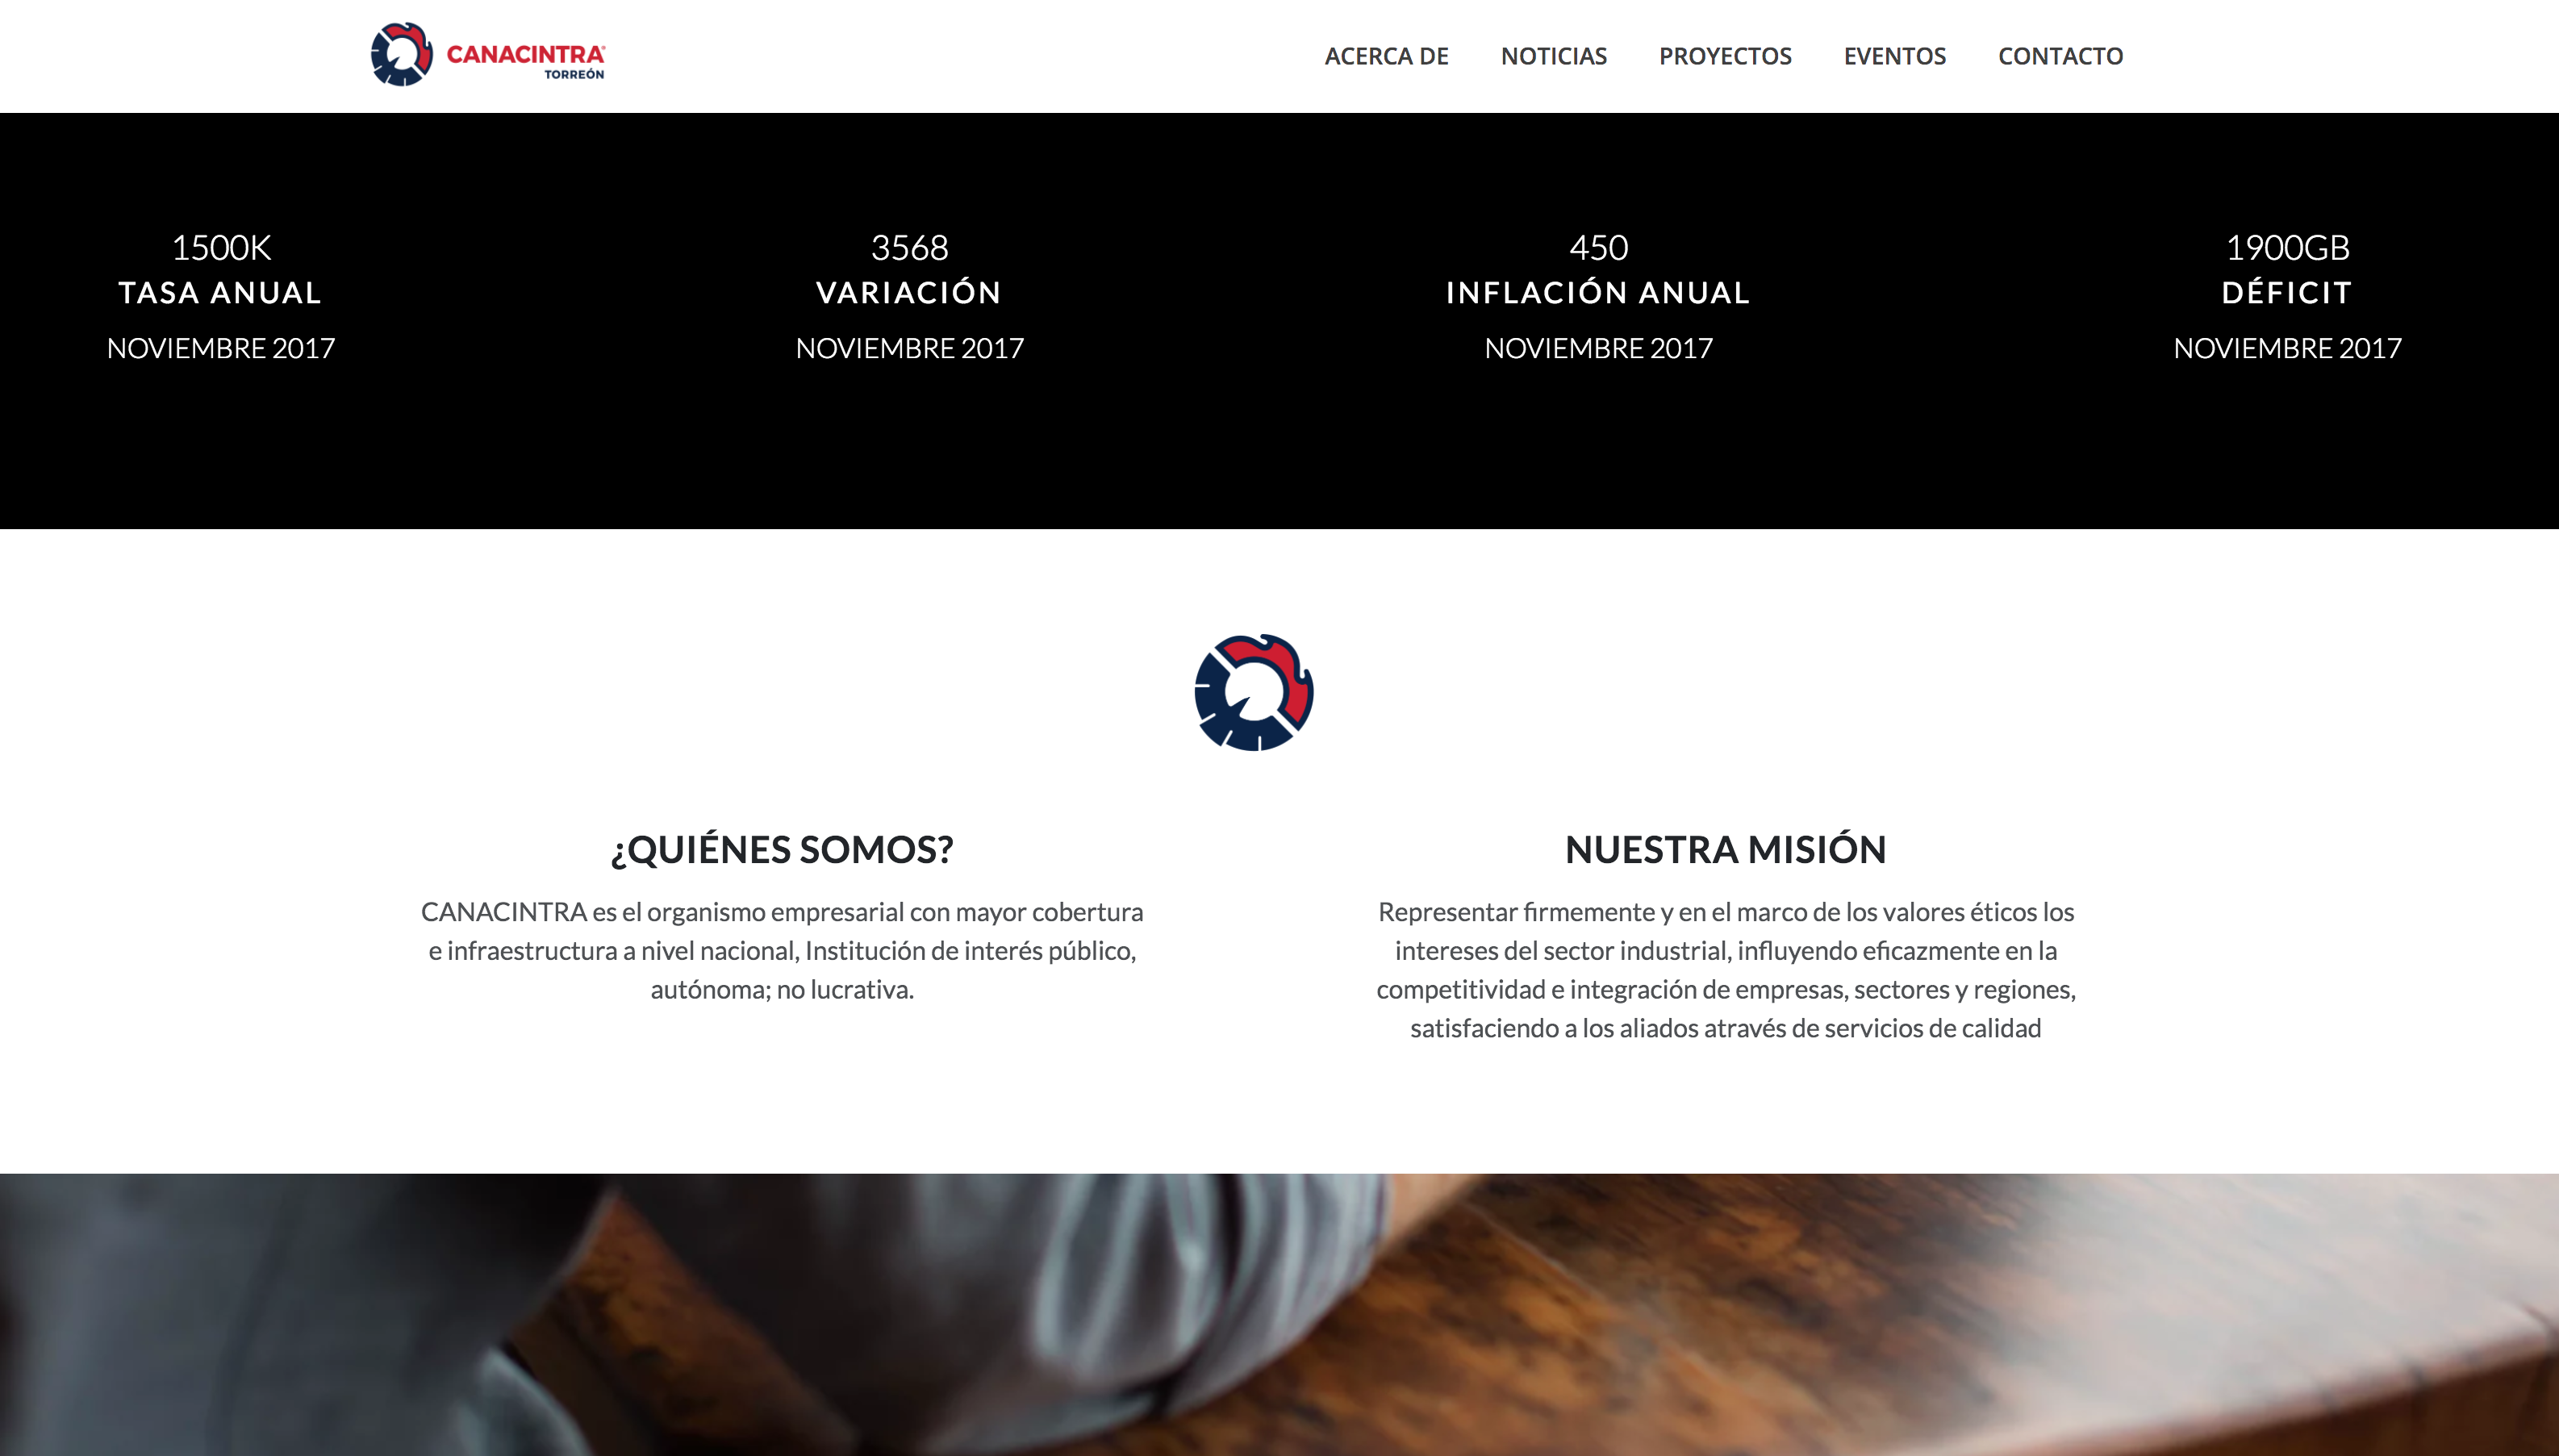 CANACINTRA
TORREÓN
ACERCA DE NOTICIAS PROYECTOS EVENTOS CONTACTO
1500K
TASA ANUAL
NOVIEMBRE 2017
3568
VARIACIÓN
NOVIEMBRE 2017
450
INFLACIÓN ANUAL
NOVIEMBRE 2017
1900GB
DÉFICIT
NOVIEMBRE 2017
¿QUIÉNES SOMOS?
CANACINTRA es el organismo empresarial con mayor cobertura
e infraestructura a nivel nacional, Institución de interés público,
autónoma; no lucrativa.
NUESTRA MISIÓN
Representar firmemente y en el marco de los valores éticos los
intereses del sector industrial, influyendo eficazmente en la
competitividad e integración de empresas, sectores y regiones,
satisfaciendo a los aliados através de servicios de calidad